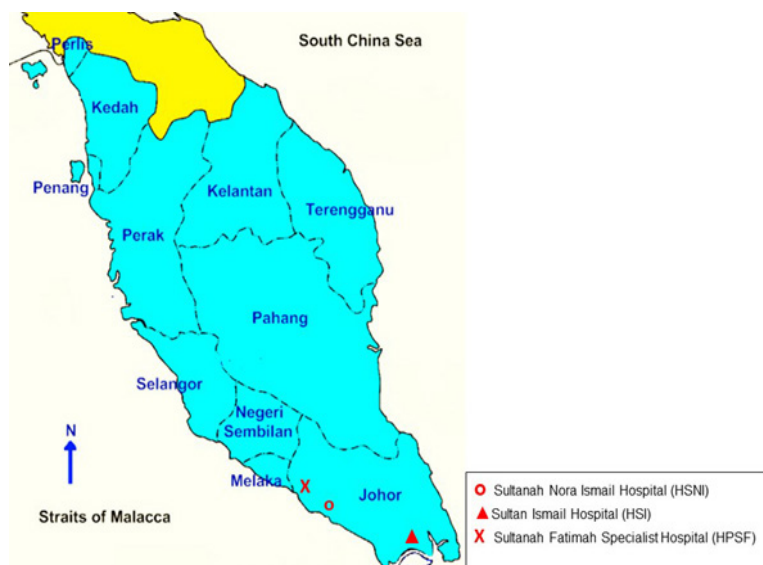 South China Sea
Perlis
Kedah
Penang
Kelantan
Terengganu
Perak
Pahang
Selangor
Negeri
Sembilan
N
Melaka
X
Johor
Straits of Malacca
o Sultanah Nora Ismail Hospital (HSNI)
▲ Sultan Ismail Hospital (HSI)
X Sultanah Fatimah Specialist Hospital (HPSF)